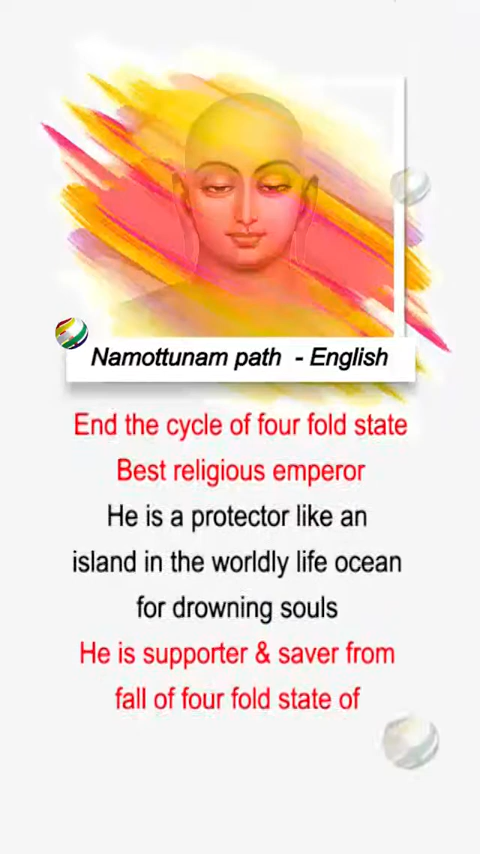 Namottunam path - English
End the cycle of four fold state
Best religious emperor
He is a protector like an
island in the worldly life ocean
for drowning souls
He is supporter & saver from
fall of four fold state of